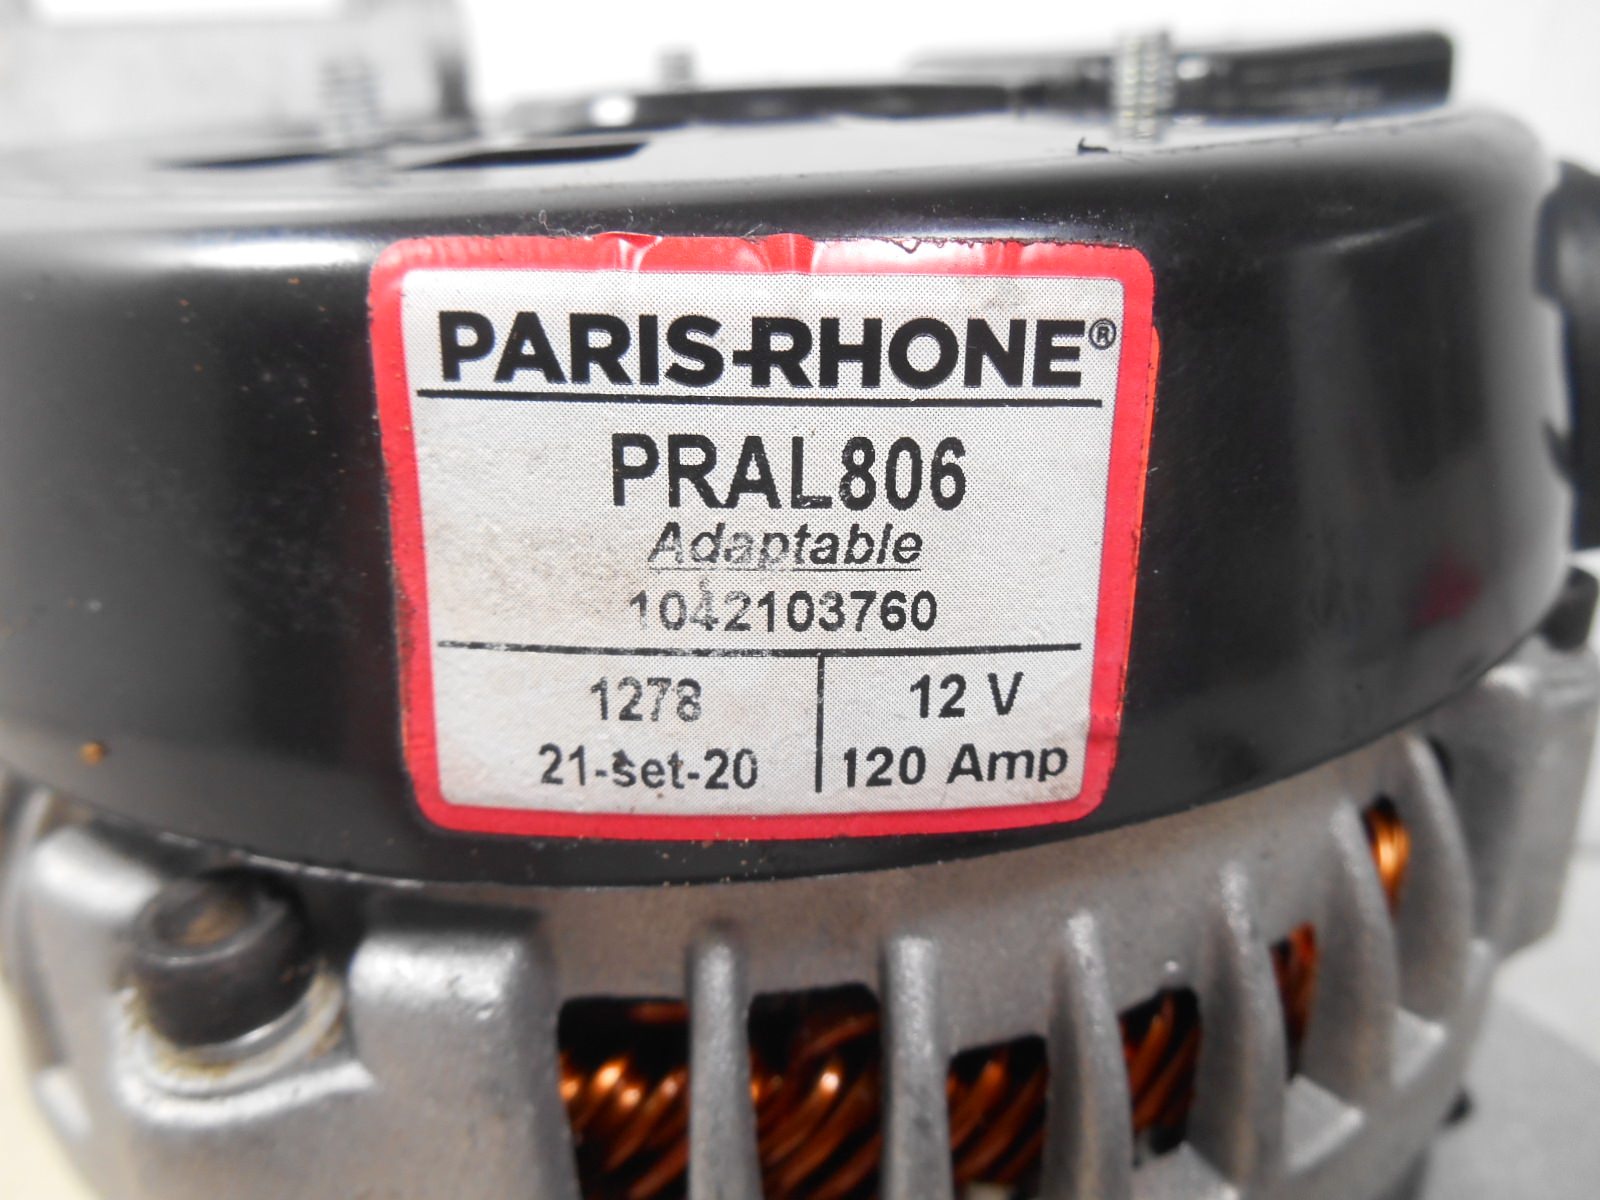 PARIS-RHONE®
PRAL806
Adaptable
1042103760
1278
21-set-20
12 V
120 Amp